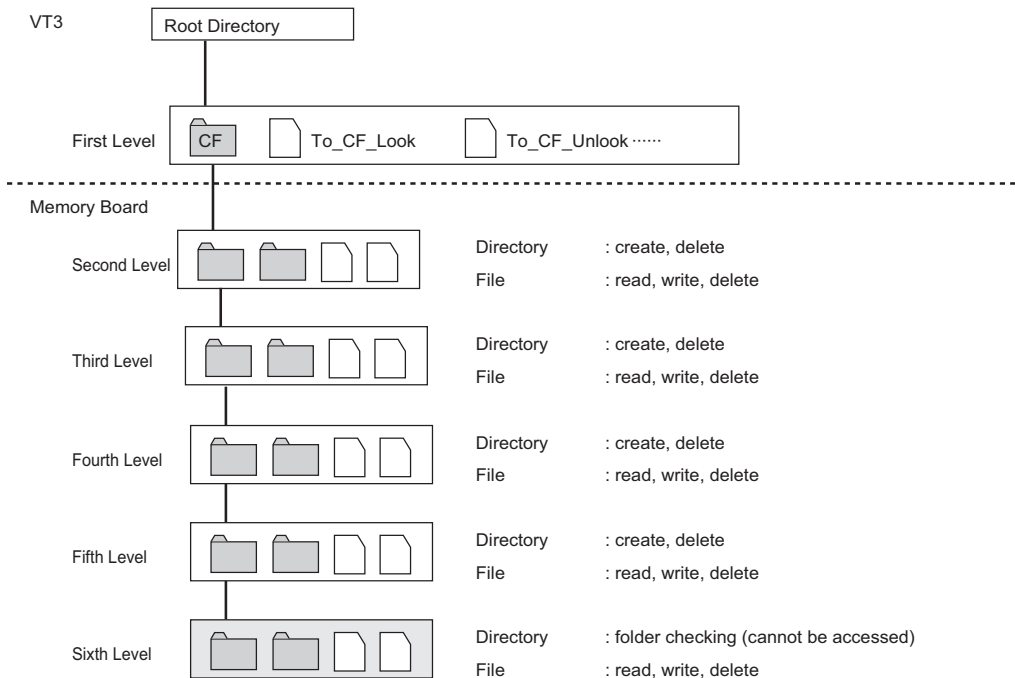 VT3
Root Directory
First Level CF To_CF_Look To_CF_Unlook ······
Memory Board
Second Level
Directory : create, delete
File : read, write, delete
Third Level
Directory : create, delete
File : read, write, delete
Fourth Level
Directory : create, delete
File : read, write, delete
Fifth Level
Directory : create, delete
File : read, write, delete
Sixth Level
Directory : folder checking (cannot be accessed)
File : read, write, delete